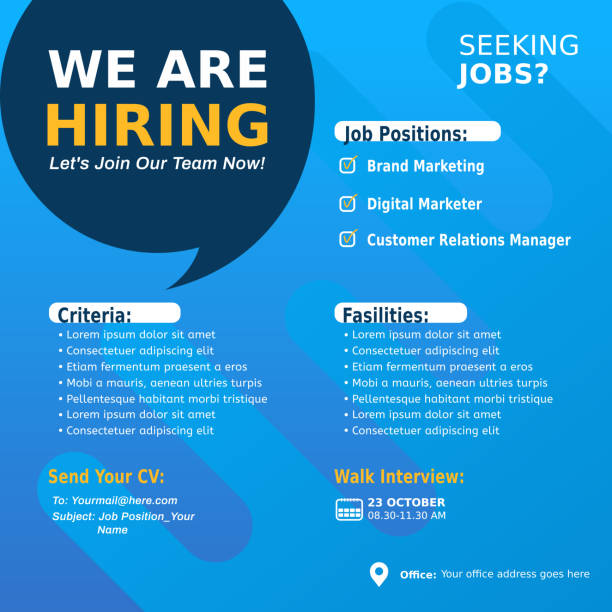 WE ARE
HIRING
Let's Join Our Team Now!
SEEKING
JOBS?
Job Positions:
Brand Marketing
Digital Marketer
Customer Relations Manager
Criteria:
• Lorem ipsum dolor sit amet
• Consectetuer adipiscing elit
• Etiam fermentum praesent a eros
• Mobi a mauris, aenean ultries turpis
• Pellentesque habitan morbi tristique
• Lorem ipsum dolor sit amet
• Consectetuer adipiscing elit
Fasilities:
• Lorem ipsum dolor sit amet
• Consectetuer adipiscing elit
• Etiam fermentum praesent a eros
• Mobi a mauris, aenean ultries turpis
• Pellentesque habitan morbi tristique
• Lorem ipsum dolor sit amet
• Consectetuer adipiscing elit
Send Your CV:
To: Yourmail@here.com
Subject: Job Position_Your
Name
Walk Interview:
23 OCTOBER
08.30-11.30 AM
Office: Your office address goes here